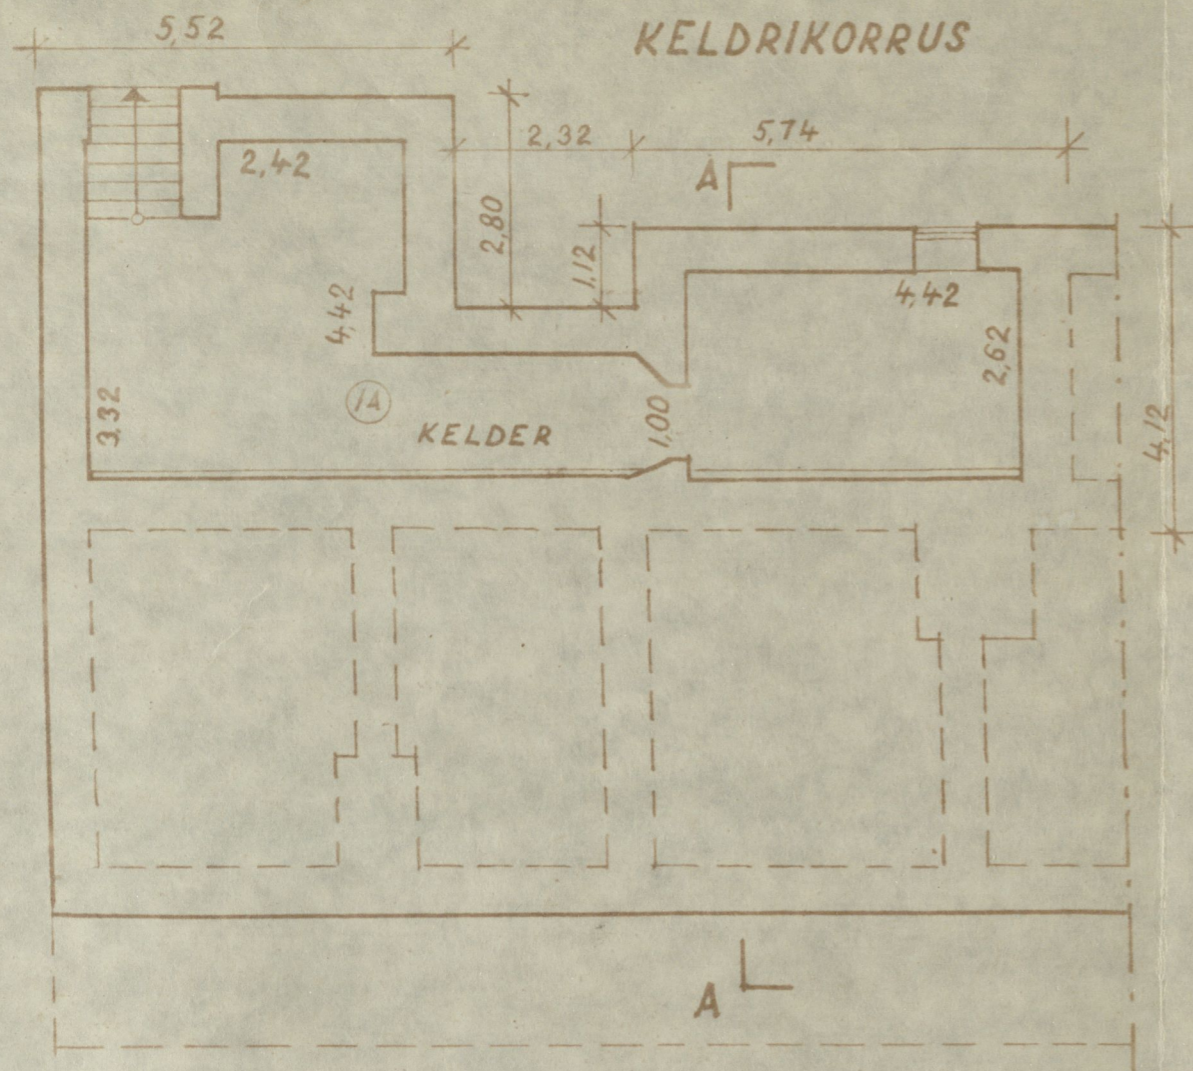 5,52
KELDRIKORRUS
2,32
5,74
2,42
A
2,80
1,12
4,42
4,42
2,62
3,32
1A
KELDER
1,00
4,12
A